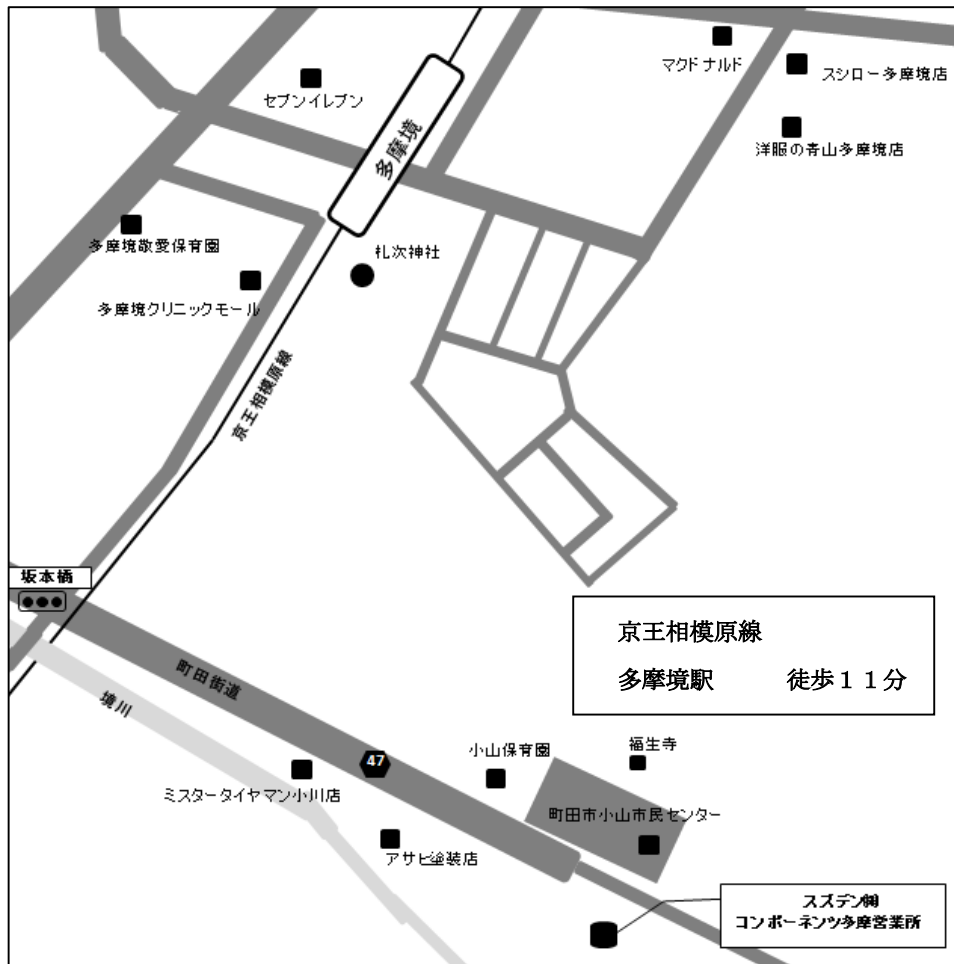 マクドナルド
スシロー多摩境店
セブンイレブン
多摩境
洋服の青山多摩境店
多摩境敬愛保育園
札次神社
多摩境クリニックモール
京王相模原線
坂本橋
京王相模原線
多摩境駅　　　徒歩１１分
町田街道
境川
47
小山保育園
福生寺
ミスタータイヤマン小川店
町田市小山市民センター
アサヒ塗装店
スズデン㈱
コンポーネンツ多摩営業所